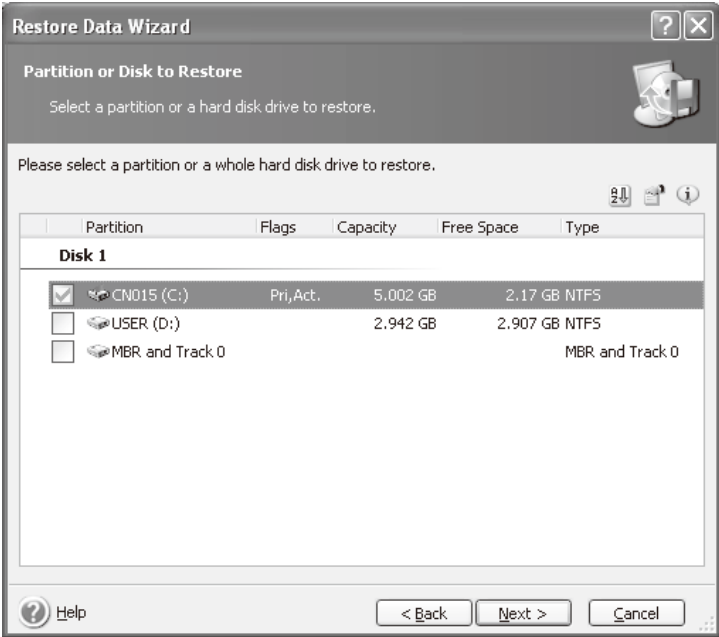 Restore Data Wizard
Partition or Disk to Restore
Select a partition or a hard disk drive to restore.
Please select a partition or a whole hard disk drive to restore.
Partition Flags Capacity Free Space Type
Disk 1
CN015 (C:) Pri,Act. 5.002 GB 2.17 GB NTFS
USER (D:) 2.942 GB 2.907 GB NTFS
MBR and Track 0 MBR and Track 0
Help < Back Next > Cancel